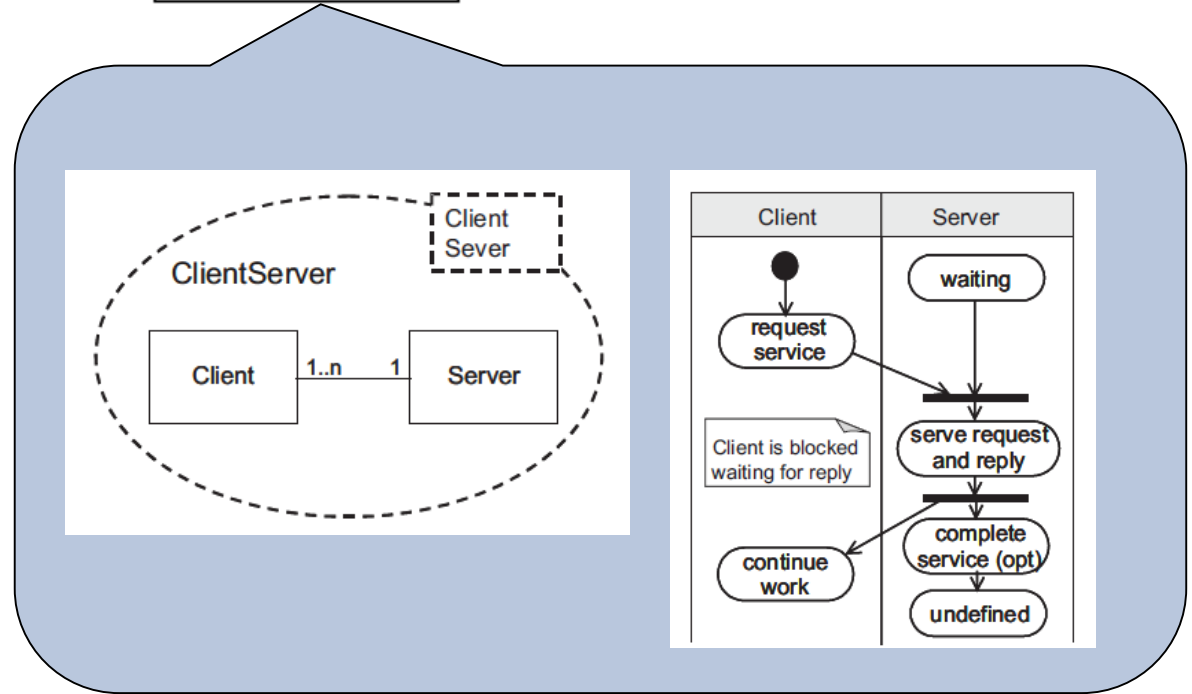 Client
Sever
ClientServer
Client
1..n
1
Server
Client
Server
waiting
request
service
Client is blocked
waiting for reply
serve request
and reply
continue
work
complete
service (opt)
undefined